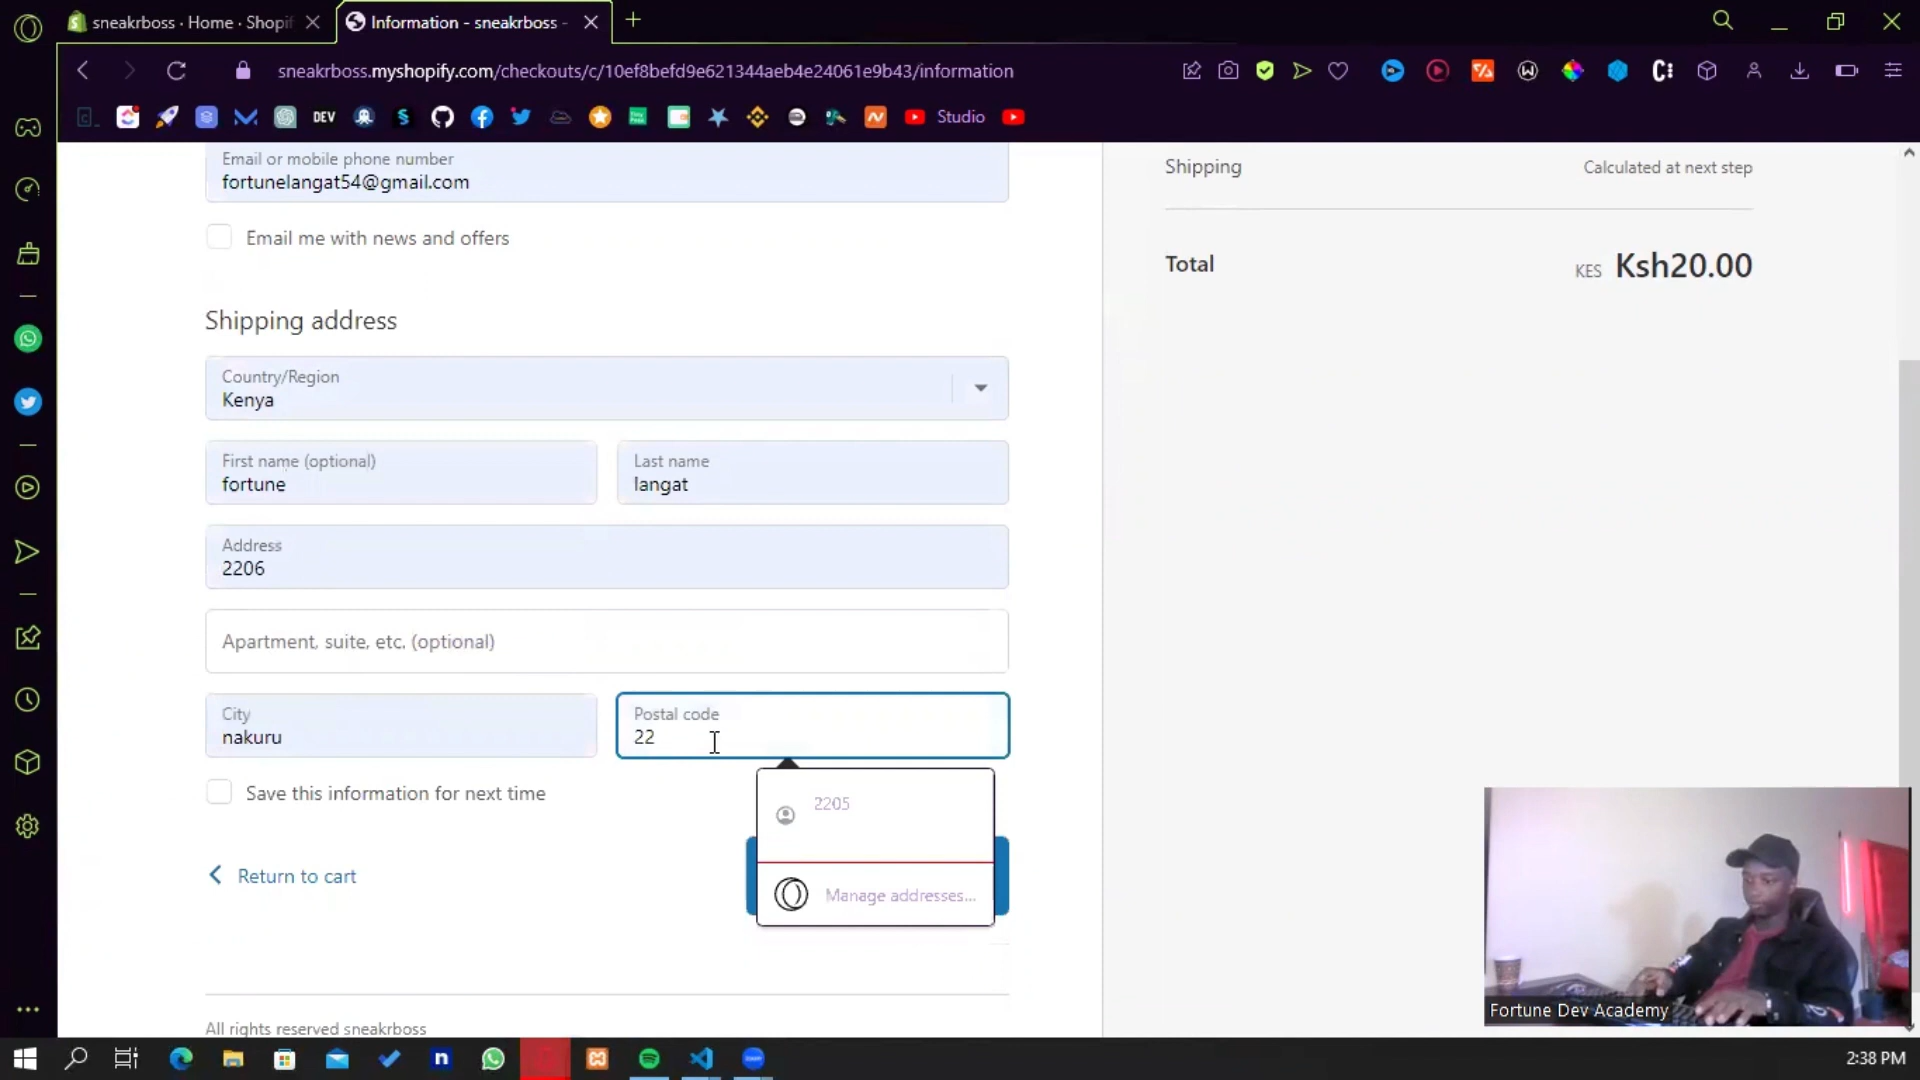 sneakrboss · Home · Shopif
Information - sneakrboss -
sneakrboss.myshopify.com/checkouts/c/10ef8befd9e621344aeb4e24061e9b43/information
DEV
Studio
Email or mobile phone number
fortunelangat54@gmail.com
Email me with news and offers
Shipping
Calculated at next step
Total
KES Ksh20.00
Shipping address
Country/Region
Kenya
First name (optional)
fortune
Last name
langat
Address
2206
Apartment, suite, etc. (optional)
City
nakuru
Postal code
22
2205
Manage addresses...
Save this information for next time
Return to cart
All rights reserved sneakrboss
Fortune Dev Academy
2:38 PM